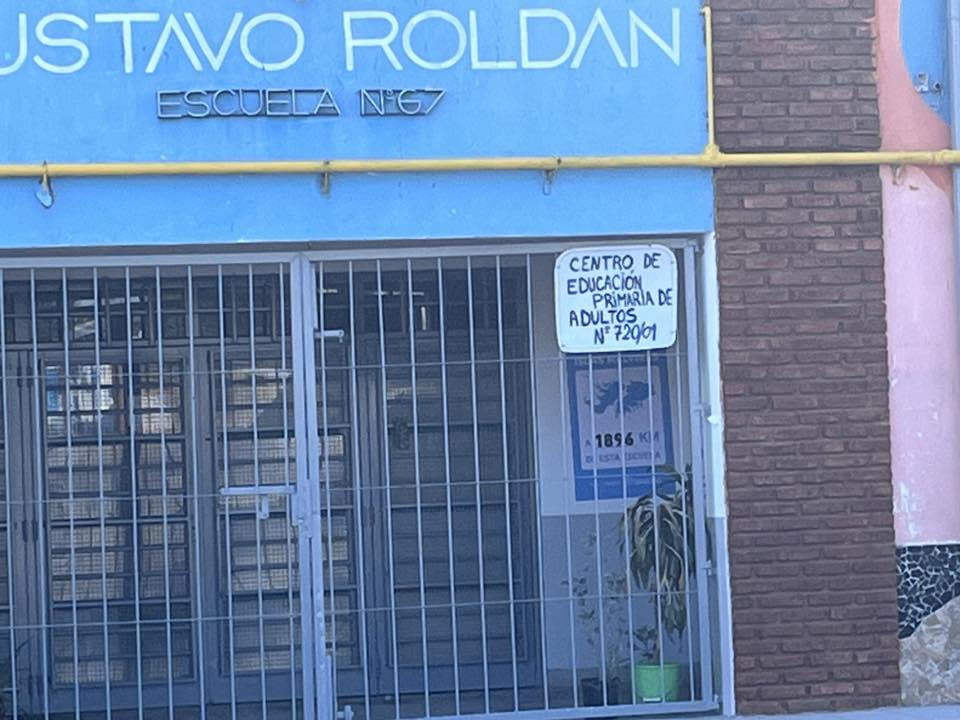 USTAVO ROLDAN
ESCUELA Nº67
CENTRO DE
EDUCACIÓN
PRIMARIA DE
ADULTOS
Nº 720/61
A 1896 KM
DE ESTA ESCUELA